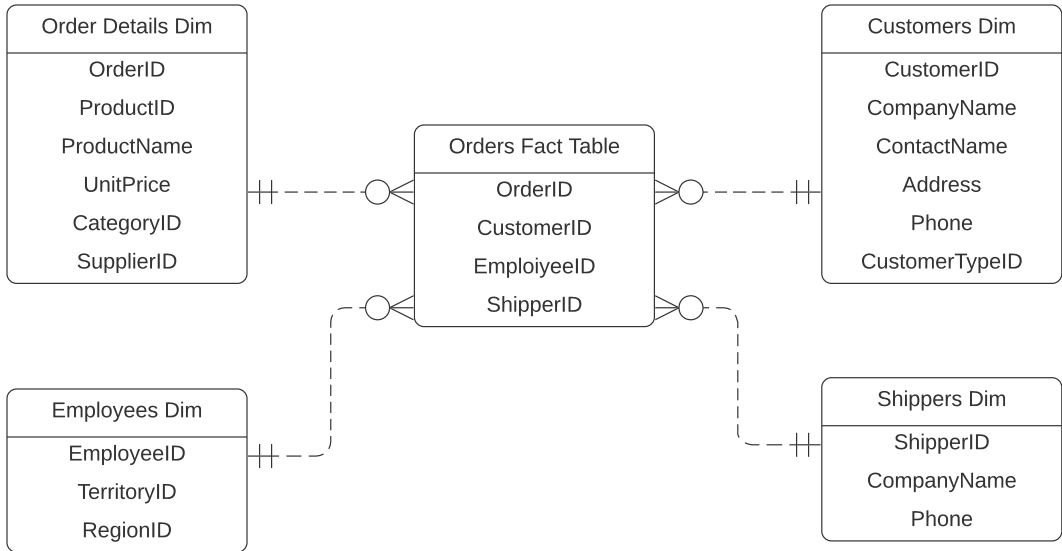 Order Details Dim
OrderID
ProductID
ProductName
UnitPrice
CategoryID
SupplierID
Orders Fact Table
OrderID
CustomerID
EmploiyeeID
ShipperID
Customers Dim
CustomerID
CompanyName
ContactName
Address
Phone
CustomerTypeID
Employees Dim
EmployeeID
TerritoryID
RegionID
Shippers Dim
ShipperID
CompanyName
Phone